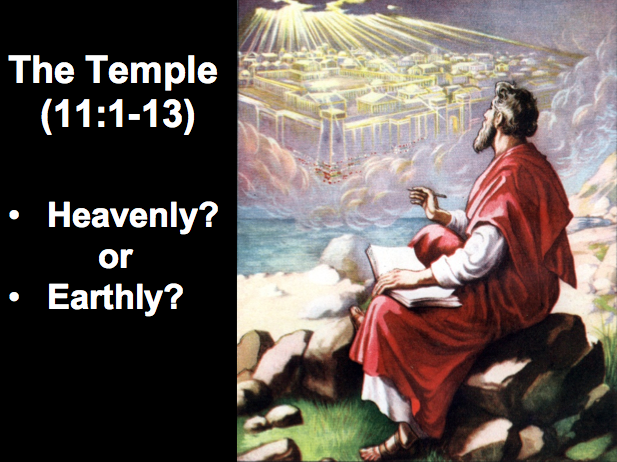 The Temple
(11:1-13)
• Heavenly?
or
• Earthly?